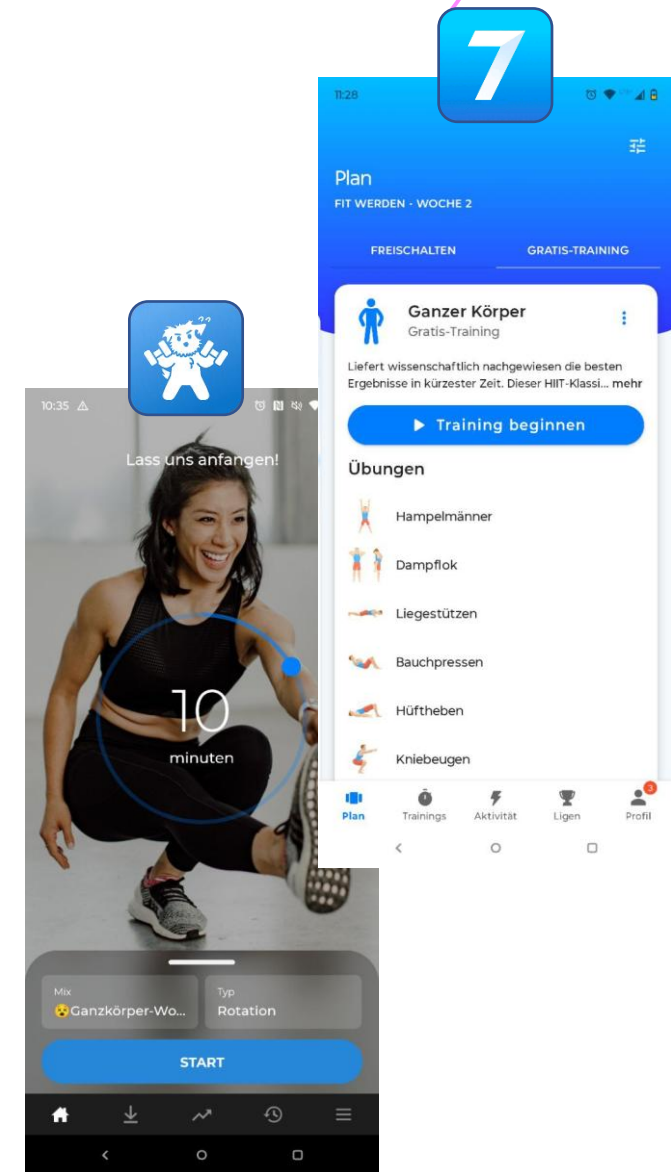 7
11:28
Plan
FIT WERDEN - WOCHE 2
FREISCHALTEN
GRATIS-TRAINING
Ganzer Körper
Gratis-Training
Liefert wissenschaftlich nachgewiesen die besten
Ergebnisse in kürzester Zeit. Dieser HIIT-Klassi... mehr
Training beginnen
Übungen
Hampelmänner
Dampflok
Liegestützen
Bauchpressen
Hüftheben
Kniebeugen
3
Plan
Trainings
Aktivität
Ligen
Profil
10:35
Lass uns anfangen!
10
minuten
Mix
Typ
😵Ganzkörper-Wo...
Rotation
START